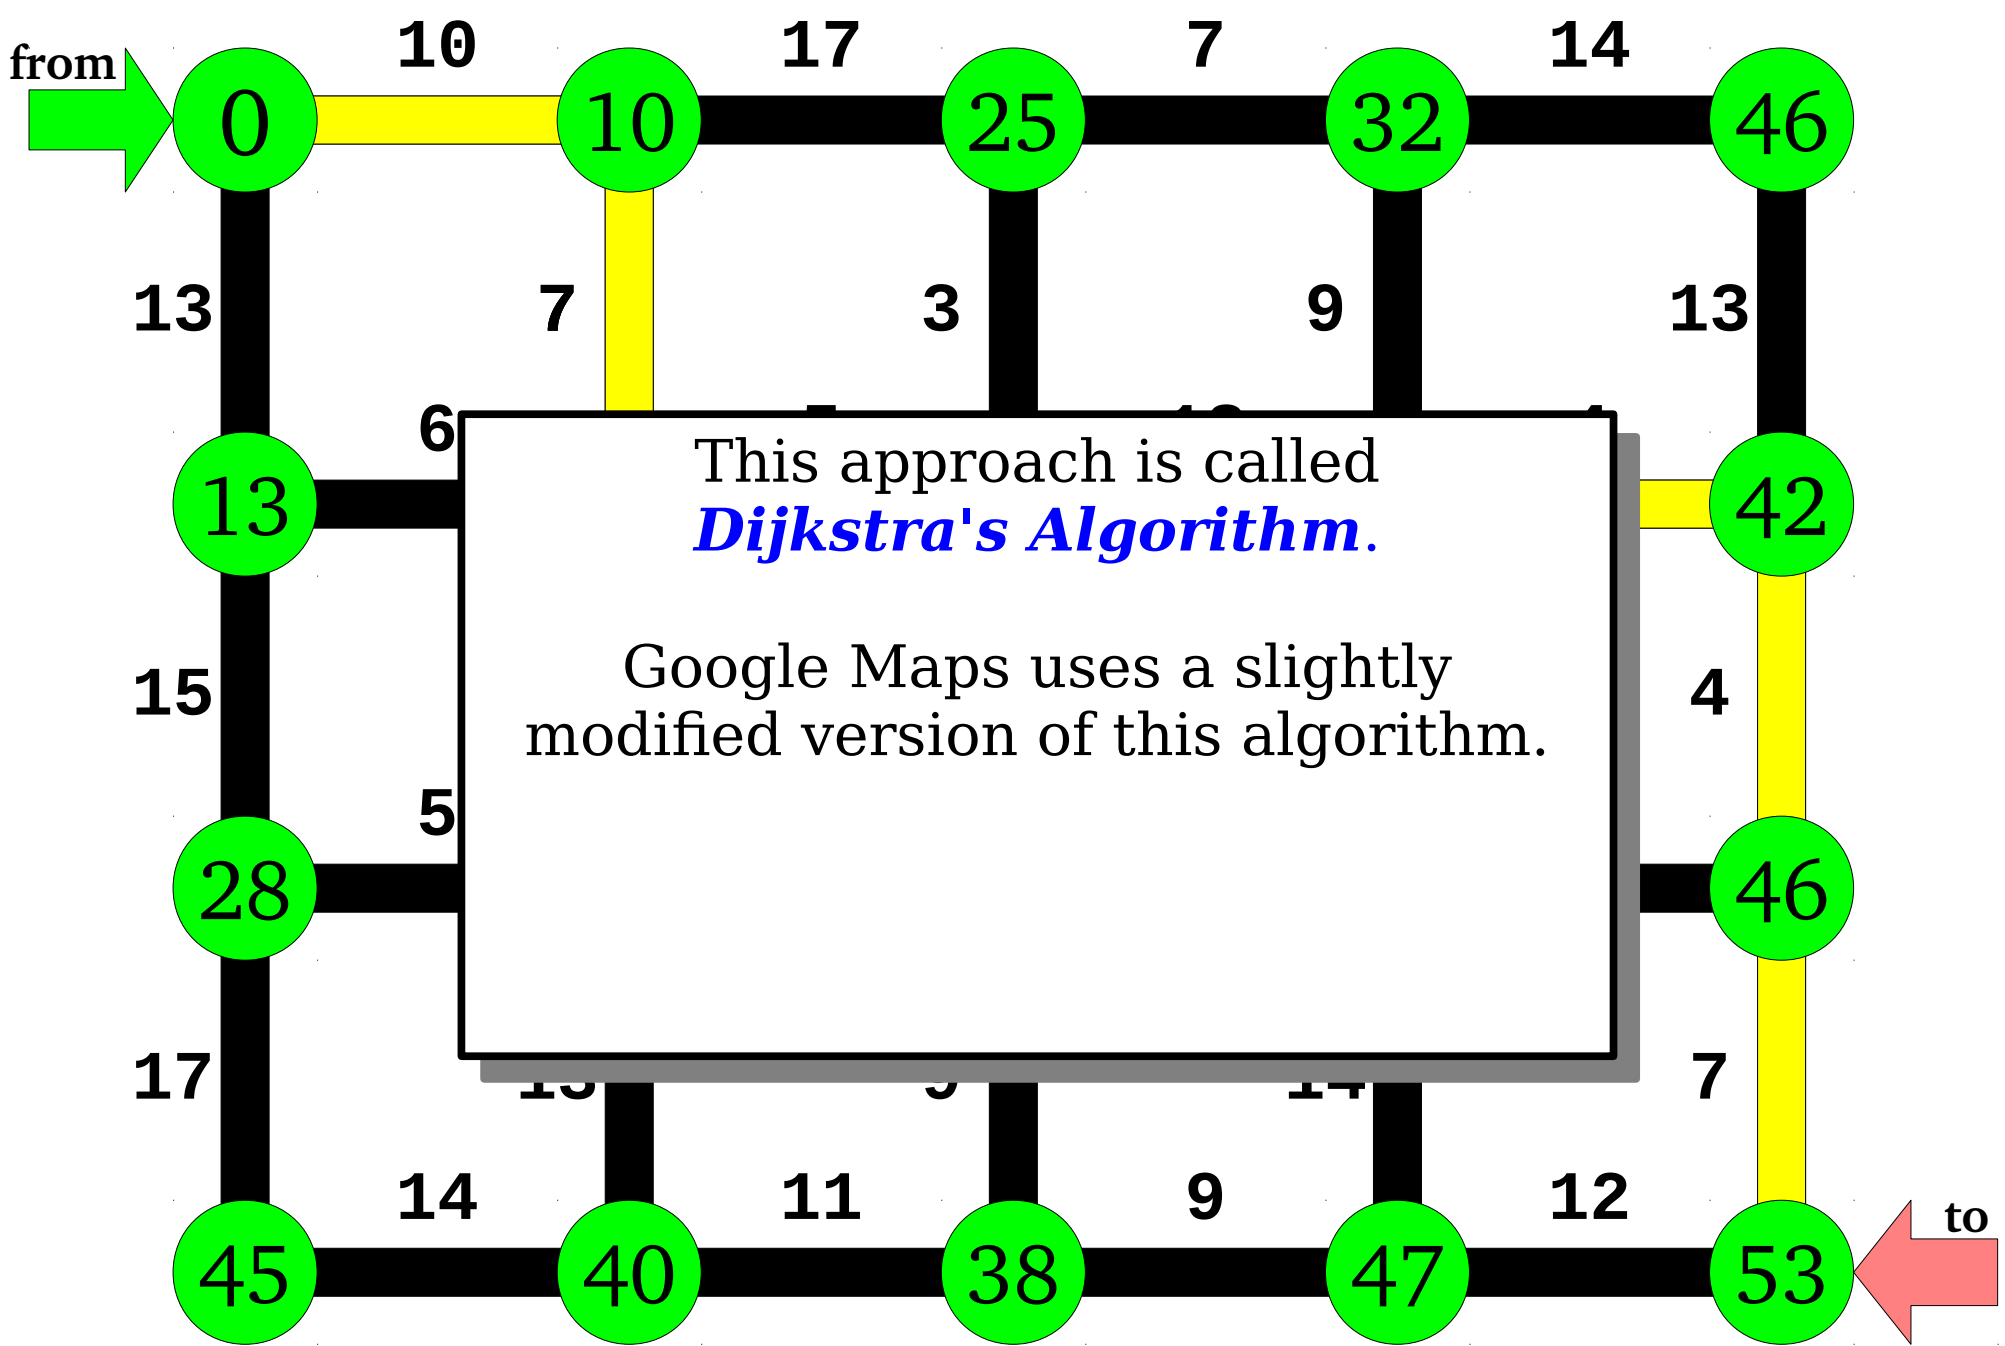 10 17 7 14
from
0 10 25 32 46
13 7 3 9 13
6
This approach is called
13 42
Dijkstra's Algorithm.
Google Maps uses a slightly
15 4
modified version of this algorithm.
5
28 46
17 7
14 11 9 12
to
45 40 38 47 53